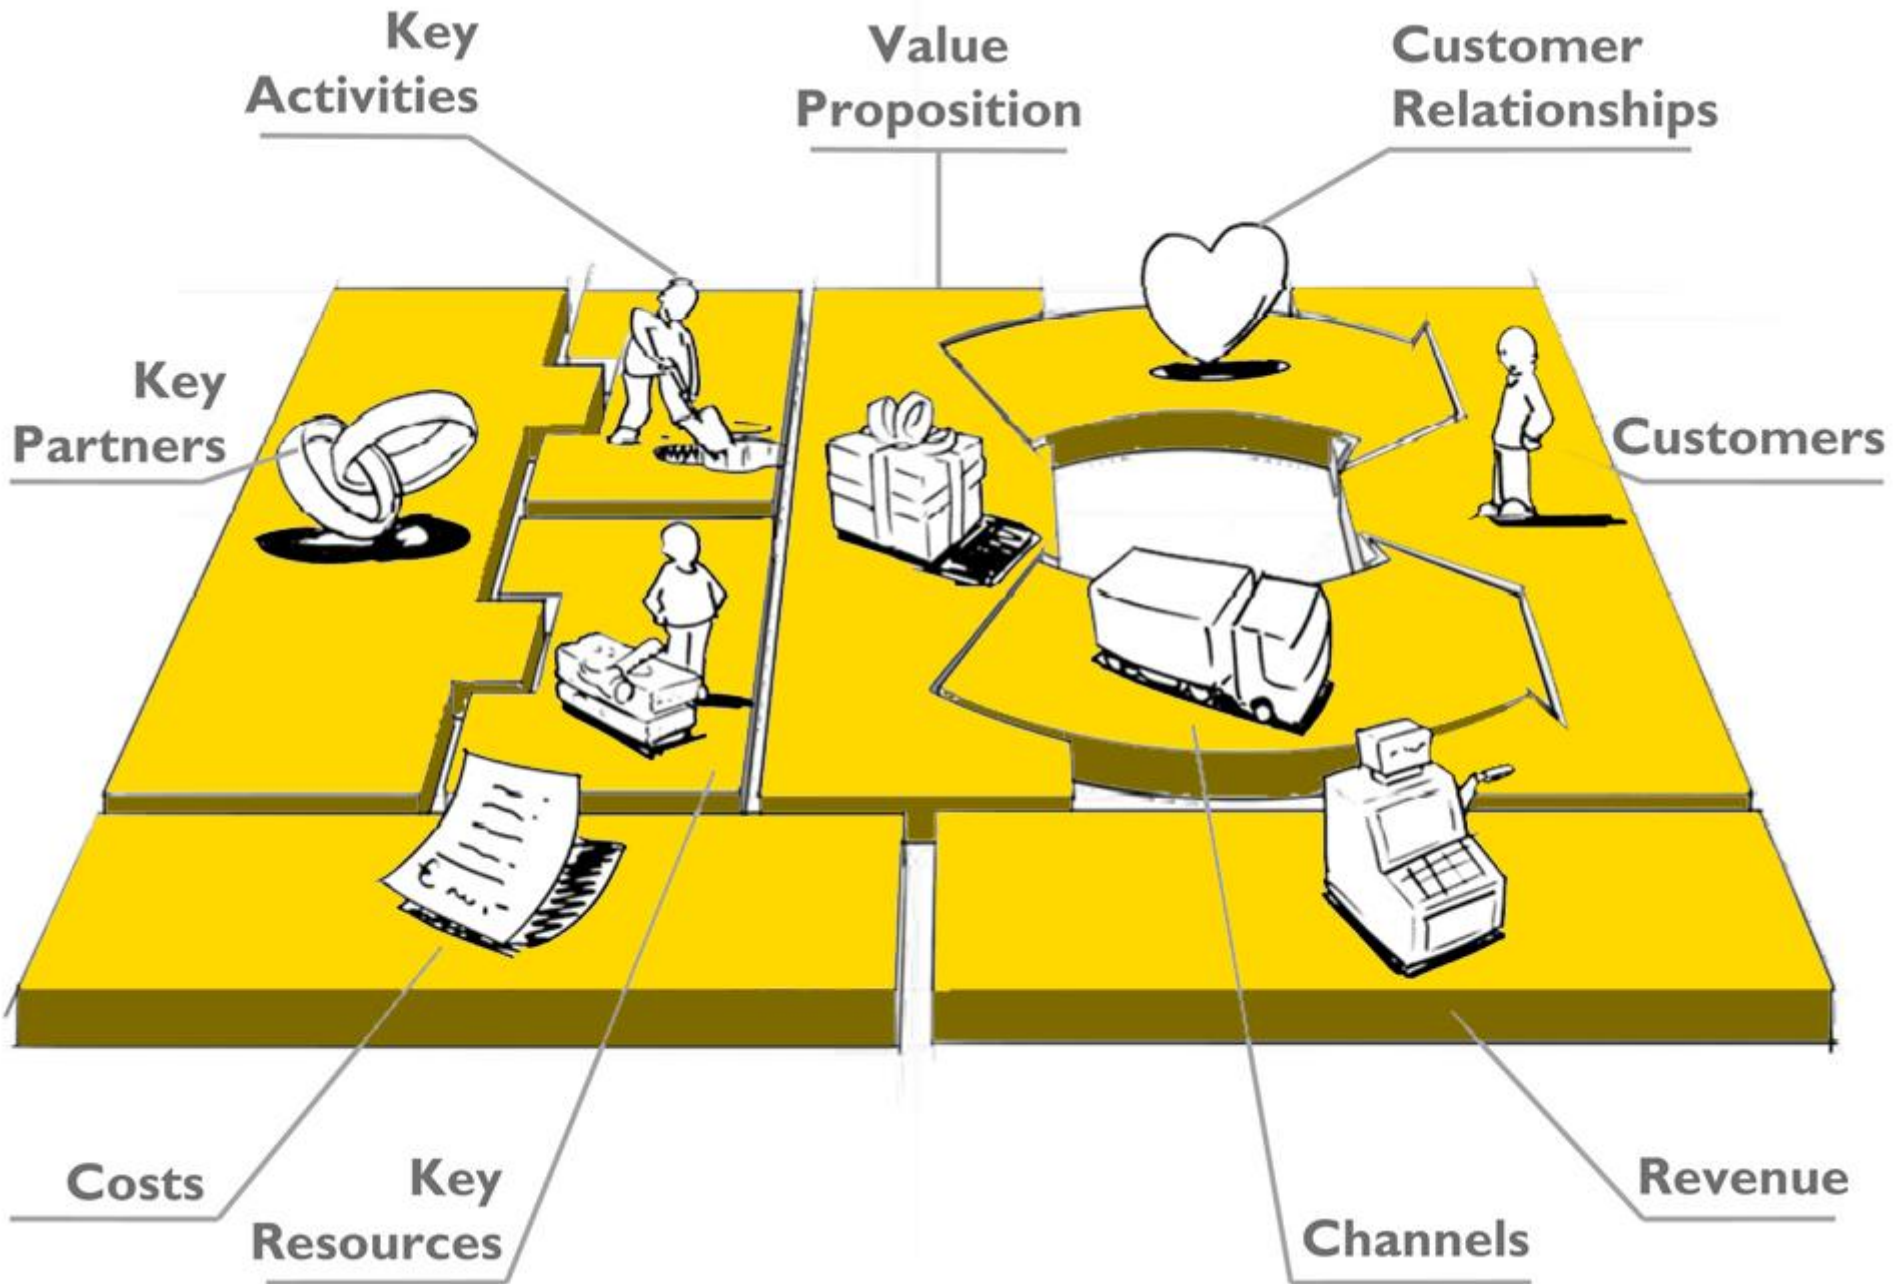 Key
Activities
Value
Proposition
Customer
Relationships
Key
Partners
Customers
Costs
Key
Resources
Channels
Revenue